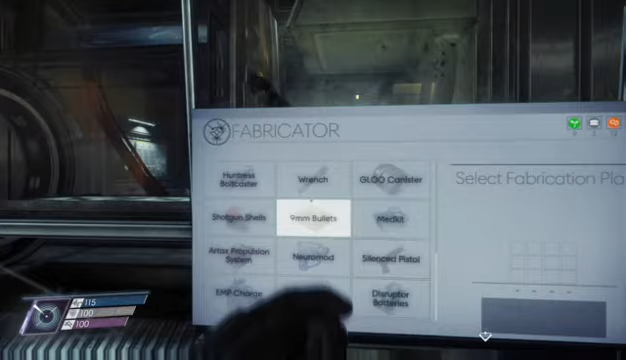 FABRICATOR
Huntress
Boltcaster
Wrench
GLOO Canister
Select Fabrication Pla
Shotgun Shells
9mm Bullets
Medkit
Artax Propulsion
System
Neuromod
Silenced Pistol
EMP Charge
Disruptor
Batteries
115
100
100